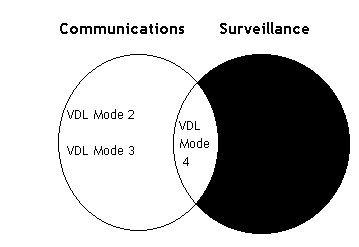 Communications Surveillance
VDL Mode 2
VDL Mode 3
VDL
Mode
4